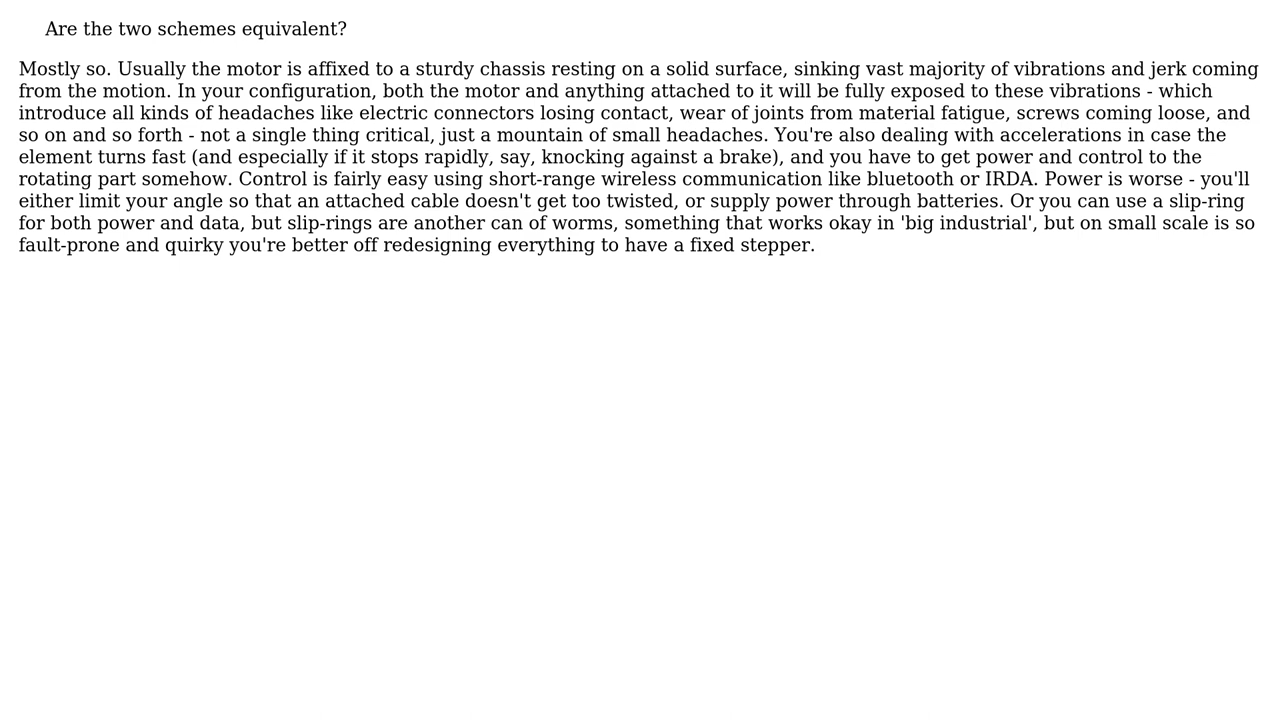 Are the two schemes equivalent?
Mostly so. Usually the motor is affixed to a sturdy chassis resting on a solid surface, sinking vast majority of vibrations and jerk coming
from the motion. In your configuration, both the motor and anything attached to it will be fully exposed to these vibrations - which
introduce all kinds of headaches like electric connectors losing contact, wear of joints from material fatigue, screws coming loose, and
so on and so forth - not a single thing critical, just a mountain of small headaches. You're also dealing with accelerations in case the
element turns fast (and especially if it stops rapidly, say, knocking against a brake), and you have to get power and control to the
rotating part somehow. Control is fairly easy using short-range wireless communication like bluetooth or IRDA. Power is worse - you'll
either limit your angle so that an attached cable doesn't get too twisted, or supply power through batteries. Or you can use a slip-ring
for both power and data, but slip-rings are another can of worms, something that works okay in 'big industrial', but on small scale is so
fault-prone and quirky you're better off redesigning everything to have a fixed stepper.